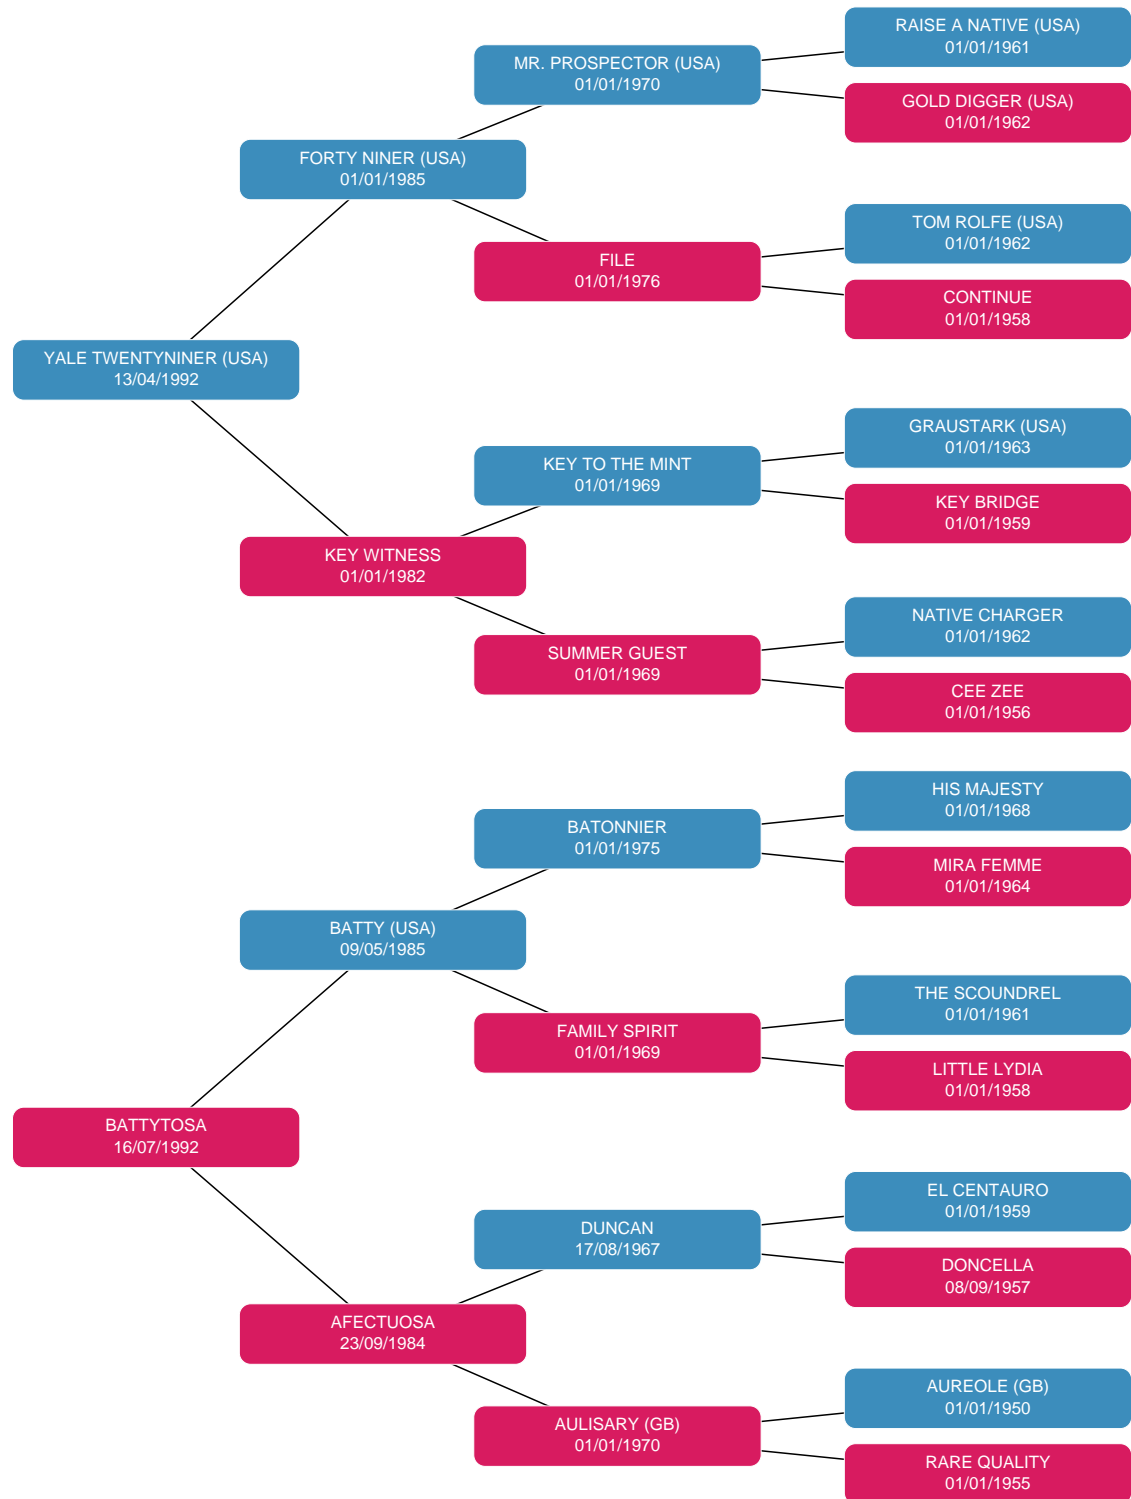 RAISE A NATIVE (USA)
01/01/1961
MR. PROSPECTOR (USA)
01/01/1970
GOLD DIGGER (USA)
01/01/1962
FORTY NINER (USA)
01/01/1985
TOM ROLFE (USA)
01/01/1962
FILE
01/01/1976
CONTINUE
01/01/1958
YALE TWENTYNINER (USA)
13/04/1992
GRAUSTARK (USA)
01/01/1963
KEY TO THE MINT
01/01/1969
KEY BRIDGE
01/01/1959
KEY WITNESS
01/01/1982
NATIVE CHARGER
01/01/1962
SUMMER GUEST
01/01/1969
CEE ZEE
01/01/1956
HIS MAJESTY
01/01/1968
BATONNIER
01/01/1975
MIRA FEMME
01/01/1964
BATTY (USA)
09/05/1985
THE SCOUNDREL
01/01/1961
FAMILY SPIRIT
01/01/1969
LITTLE LYDIA
01/01/1958
BATTYTOSA
16/07/1992
EL CENTAURO
01/01/1959
DUNCAN
17/08/1967
DONCELLA
08/09/1957
AFECTUOSA
23/09/1984
AUREOLE (GB)
01/01/1950
AULISARY (GB)
01/01/1970
RARE QUALITY
01/01/1955